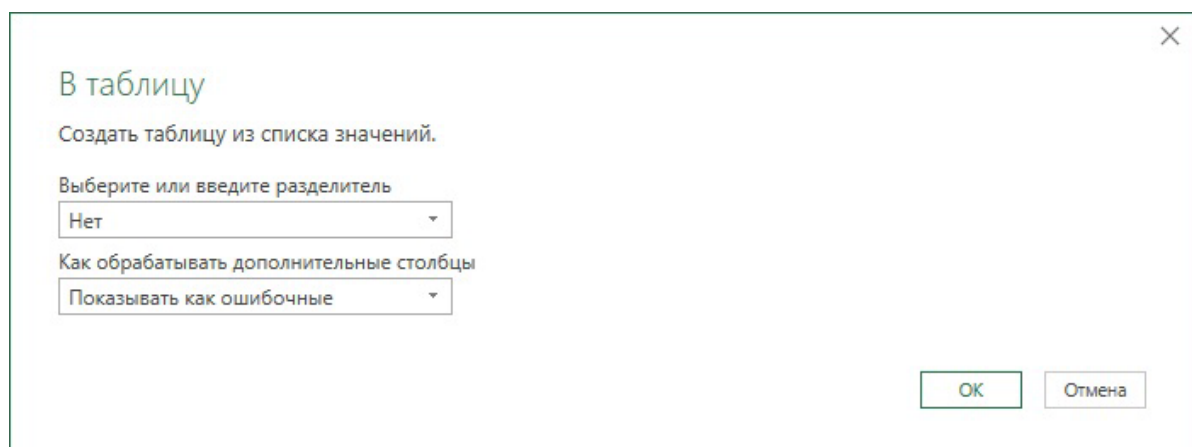 В таблицу
Создать таблицу из списка значений.
Выберите или введите разделитель
Нет
Как обрабатывать дополнительные столбцы
Показывать как ошибочные
ОК Отмена